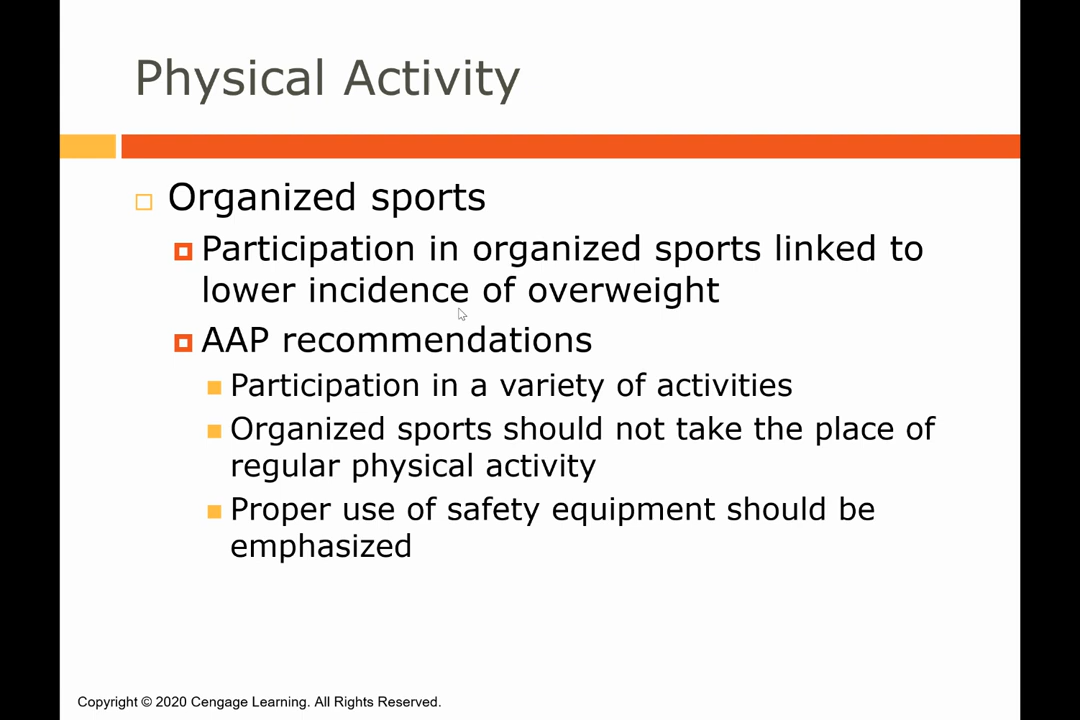 Physical Activity
Organized sports
Participation in organized sports linked to
lower incidence of overweight
AAP recommendations
Participation in a variety of activities
Organized sports should not take the place of
regular physical activity
Proper use of safety equipment should be
emphasized
Copyright © 2020 Cengage Learning. All Rights Reserved.